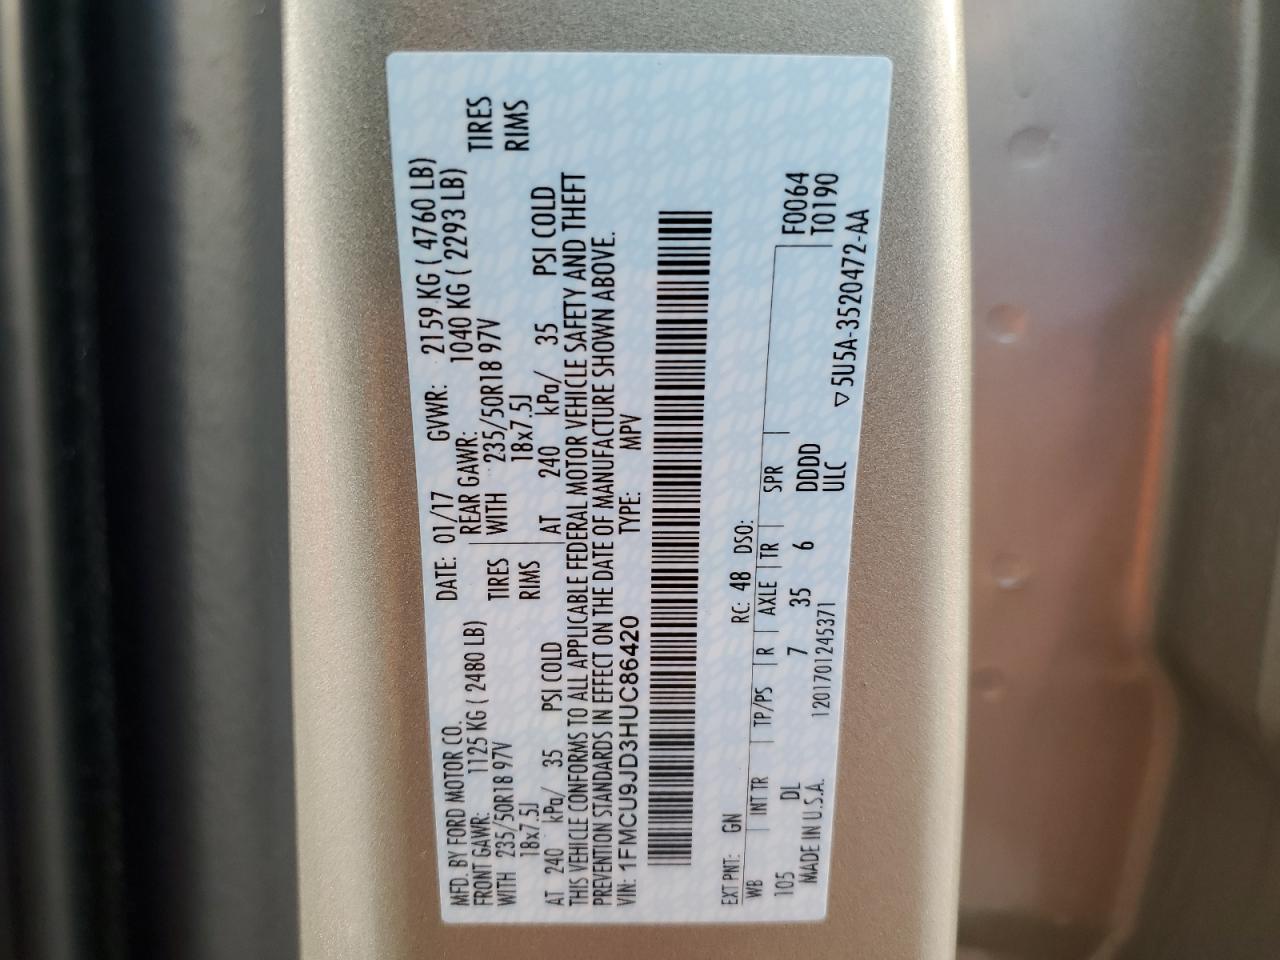 MFD. BY FORD MOTOR CO. DATE: 01/17 GVWR: 2159 KG ( 4760 LB)
FRONT GAWR: 1125 KG ( 2480 LB) REAR GAWR: 1040 KG ( 2293 LB)
WITH 235/50R18 97V TIRES WITH 235/50R18 97V TIRES
18x7.5J RIMS 18x7.5J RIMS
AT 240 kPa/ 35 PSI COLD AT 240 kPa/ 35 PSI COLD
THIS VEHICLE CONFORMS TO ALL APPLICABLE FEDERAL MOTOR VEHICLE SAFETY AND THEFT
PREVENTION STANDARDS IN EFFECT ON THE DATE OF MANUFACTURE SHOWN ABOVE.
VIN: 1FMCU9JD3HUC86420 TYPE: MPV
EXT PNT: GN RC: 48 DSO:
WB INT TR TP/PS R AXLE TR SPR F0064
105 DL 7 35 6 DDDD T0190
MADE IN U.S.A. 1201701245371 ULC
▽5U5A-3520472-AA